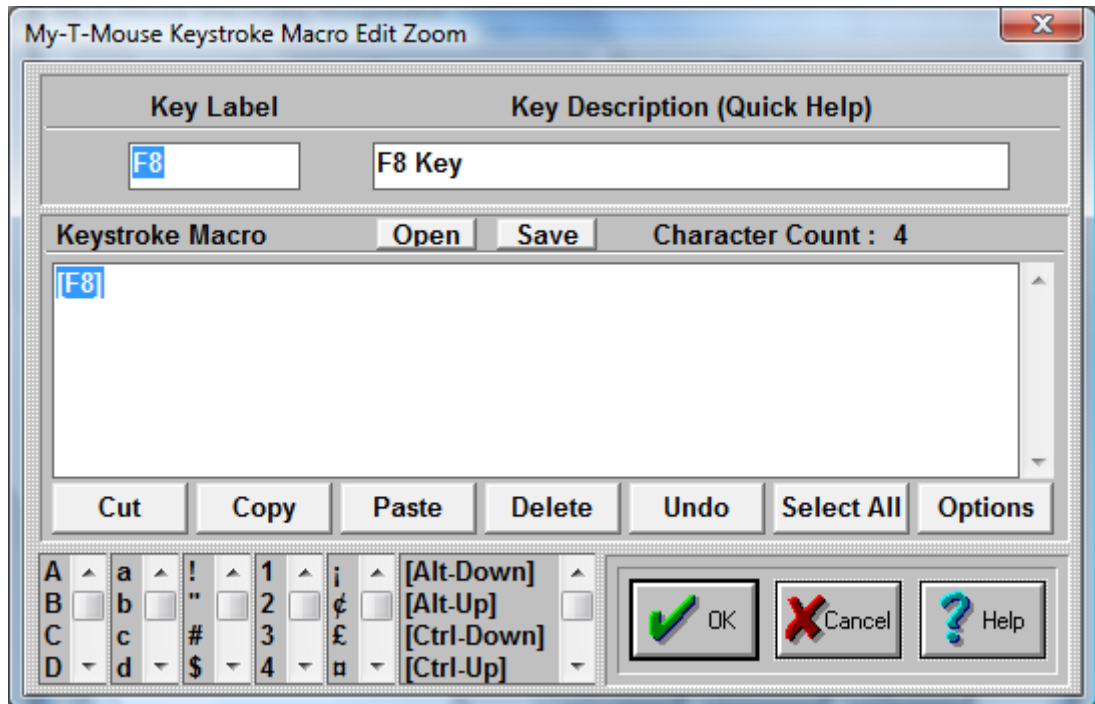 My-T-Mouse Keystroke Macro Edit Zoom
Key Label Key Description (Quick Help)
F8 F8 Key
Keystroke Macro Open Save Character Count : 4
[F8]
Cut Copy Paste Delete Undo Select All Options
A a ! 1 ¡ [Alt-Down]
B b " 2 ¢ [Alt-Up]
C c # 3 £ [Ctrl-Down]
D d $ 4 ¤ [Ctrl-Up]
OK Cancel Help